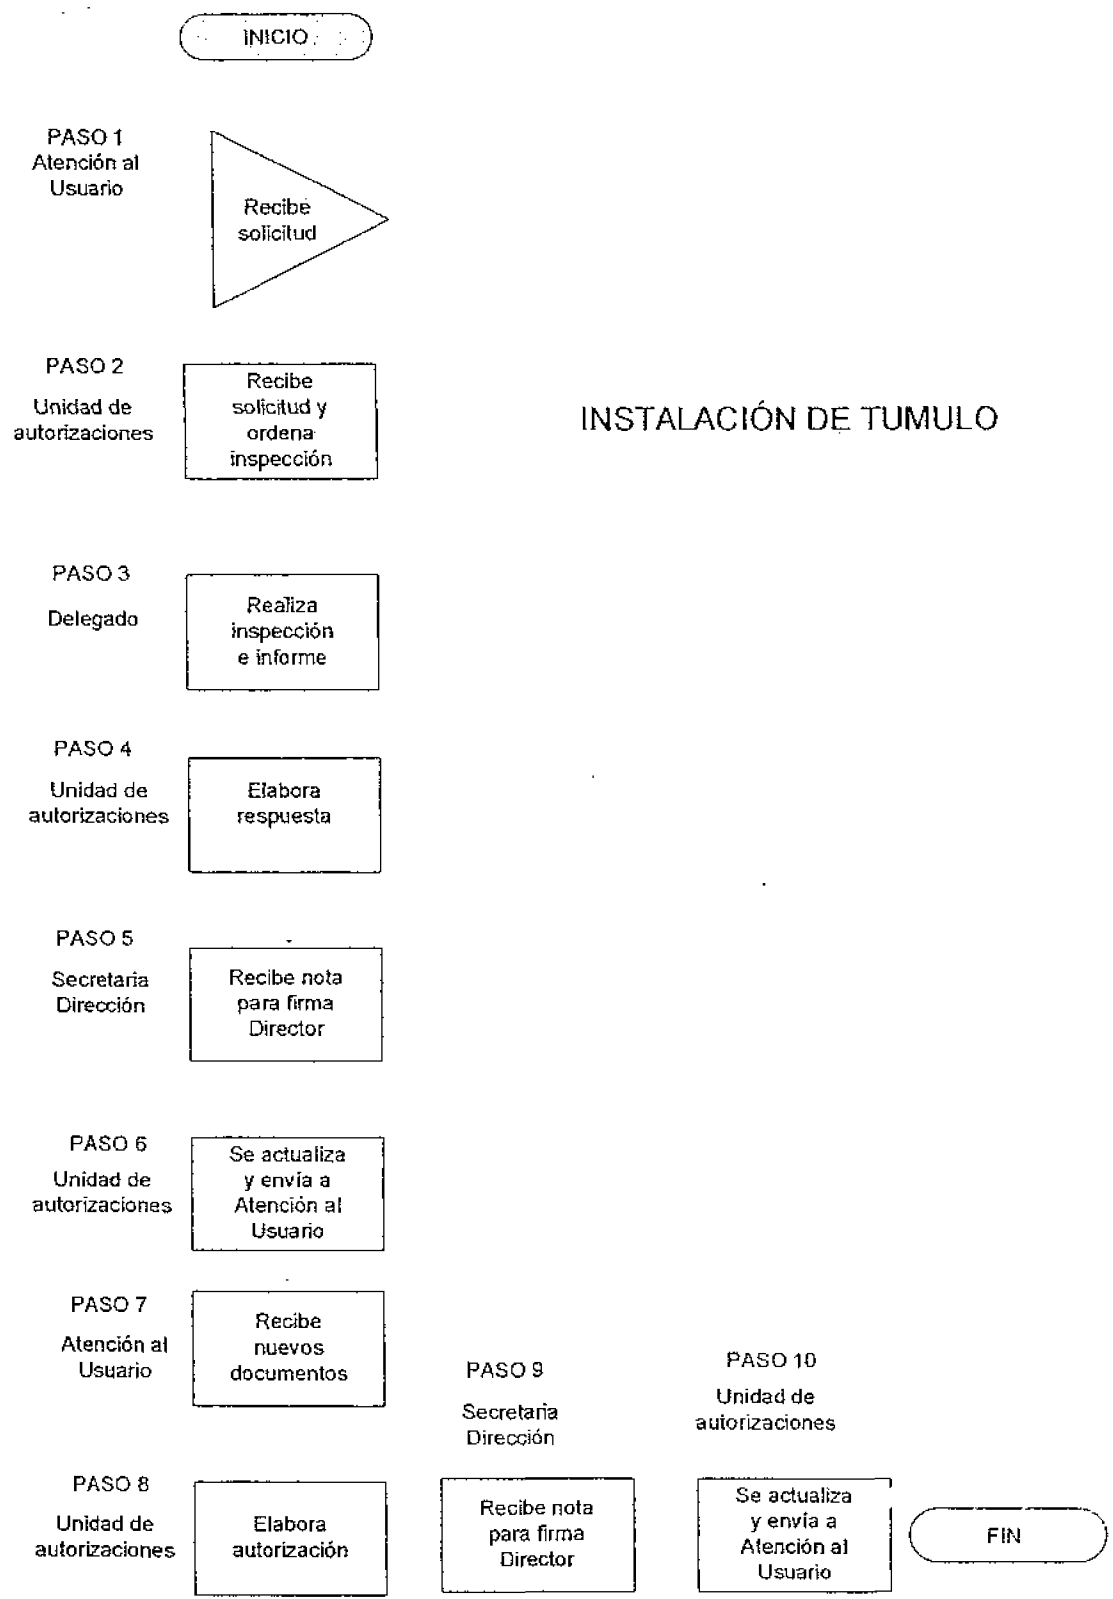 INICIO
PASO 1
Atención al
Usuario
Recibe
solicitud
PASO 2
Unidad de
autorizaciones
Recibe
solicitud y
ordena
inspección
INSTALACIÓN DE TUMULO
PASO 3
Delegado
Realiza
inspección
e informe
PASO 4
Unidad de
autorizaciones
Elabora
respuesta
PASO 5
Secretaria
Dirección
Recibe nota
para firma
Director
PASO 6
Unidad de
autorizaciones
Se actualiza
y envía a
Atención al
Usuario
PASO 7
Atención al
Usuario
Recibe
nuevos
documentos
PASO 8
Unidad de
autorizaciones
Elabora
autorización
PASO 9
Secretaria
Dirección
Recibe nota
para firma
Director
PASO 10
Unidad de
autorizaciones
Se actualiza
y envía a
Atención al
Usuario
FIN